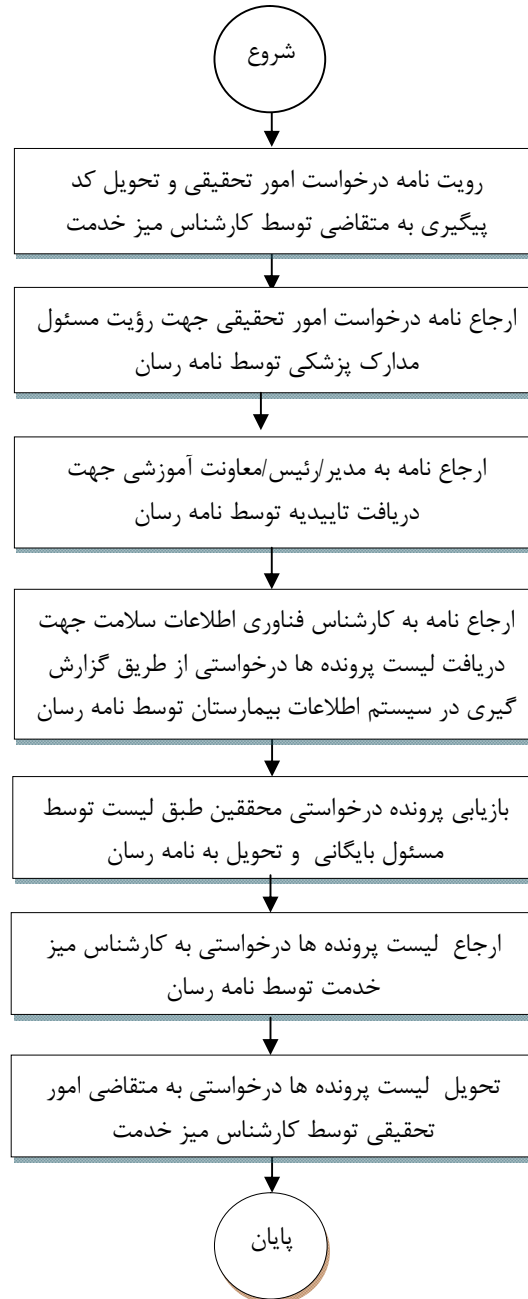 شروع
رویت نامه درخواست امور تحقیقی و تحویل کد
پیگیری به متقاضی توسط کارشناس میز خدمت
ارجاع نامه درخواست امور تحقیقی جهت رؤیت مسئول
مدارک پزشکی توسط نامه رسان
ارجاع نامه به مدیر/رئیس/معاونت آموزشی جهت
دریافت تاییدیه توسط نامه رسان
ارجاع نامه به کارشناس فناوری اطلاعات سلامت جهت
دریافت لیست پرونده ها درخواستی از طریق گزارش
گیری در سیستم اطلاعات بیمارستان توسط نامه رسان
بازیابی پرونده درخواستی محققین طبق لیست توسط
مسئول بایگانی و تحویل به نامه رسان
ارجاع لیست پرونده ها درخواستی به کارشناس میز
خدمت توسط نامه رسان
تحویل لیست پرونده ها درخواستی به متقاضی امور
تحقیقی توسط کارشناس میز خدمت
پایان